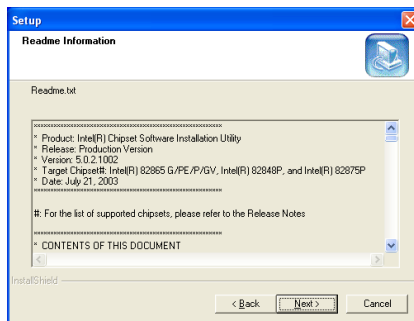 Setup
Readme Information
Readme.txt
* Product: Intel(R) Chipset Software Installation Utility
* Release: Production Version
* Version: 5.0.2.1002
* Target Chipset#: Intel(R) 82865 G/PE/P/GV, Intel(R) 82848P, and Intel(R) 82875P
* Date: July 21, 2003
#: For the list of supported chipsets, please refer to the Release Notes
* CONTENTS OF THIS DOCUMENT
InstallShield
< Back
Next >
Cancel